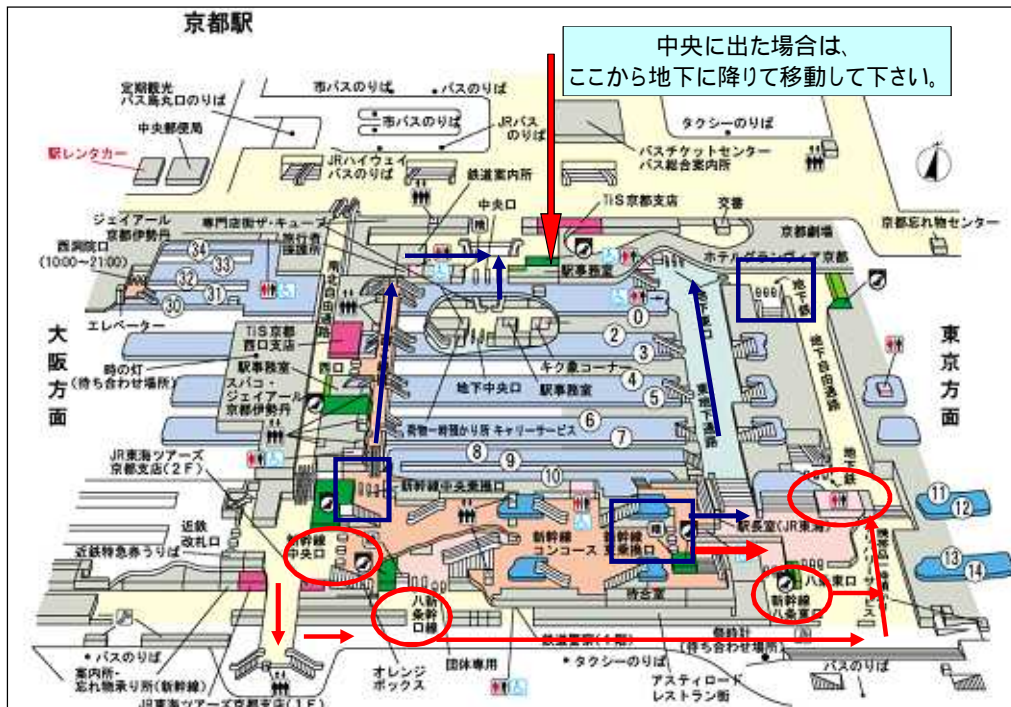 京都駅
中央に出た場合は、
ここから地下に降りて移動して下さい。
定期観光
バス烏丸口のりば
市バスのりば
バスのりば
中央郵便局
市バスのりば
JRバス
のりば
タクシーのりば
駅レンタカー
JRハイウェイ
バスのりば
鉄道案内所
バスチケットセンター
バス総合案内所
中央口
TiS京都支店
交番
ジェイアール
京都伊勢丹
専門店街ザ・キューブ
京都劇場
京都忘れ物センター
西洞院口
(10:00~21:00)
34
33
32
31
30
南北自由通路
駅事務室
ホテルグランヴィア京都
地下鉄
エレベーター
0
2
3
4
5
6
7
8
9
10
地下東口
TiS京都
西口支店
西口
大阪方面
東京方面
時の灯
(待ち合わせ場所)
駅事務室
スバコ・
ジェイアール
京都伊勢丹
地下中央口
駅事務室
東地下通路
地下自由通路
荷物一時預かり所 キャリーサービス
JR東海ツアーズ
京都支店(2F)
新幹線中央乗換口
地下鉄
11
12
13
14
近鉄
改札口
新幹線
中央口
新幹線
コンコース
新幹線
東乗換口
駅長室(JR東海)
近鉄特急券うりば
待合室
八条東口
新幹線
八条東口
新幹線
八条口
鉄道警察(1階)
(待ち合わせ場所)
バスのりば
案内所・
忘れ物承り所(新幹線)
オレンジ
ボックス
団体専用
タクシーのりば
アスティロード
レストラン街
バスのりば
JR東海ツアーズ京都支店(1F)